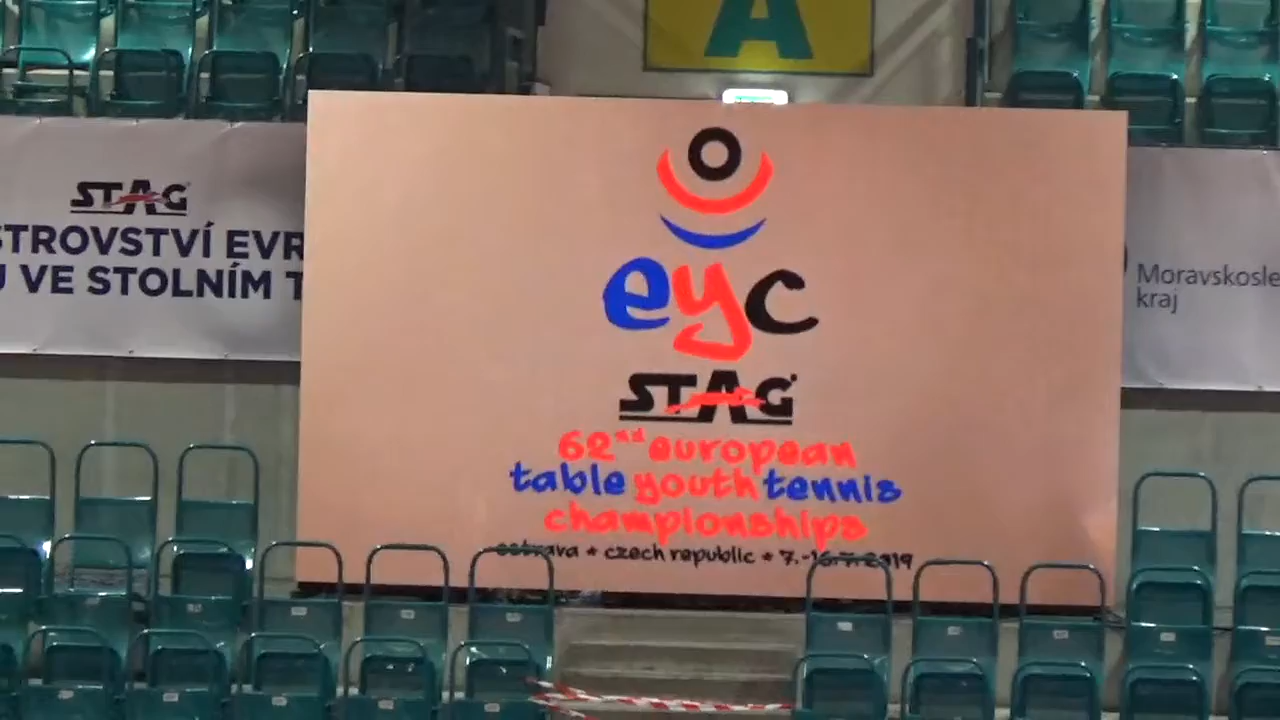 A
STAG
STROVSTVÍ EVR
U VE STOLNÍM T
eyc
STAG
62nd european
table youth tennis
championships
ostrava * czech republic * 7.-16.7.2019
Moravskosle
kraj